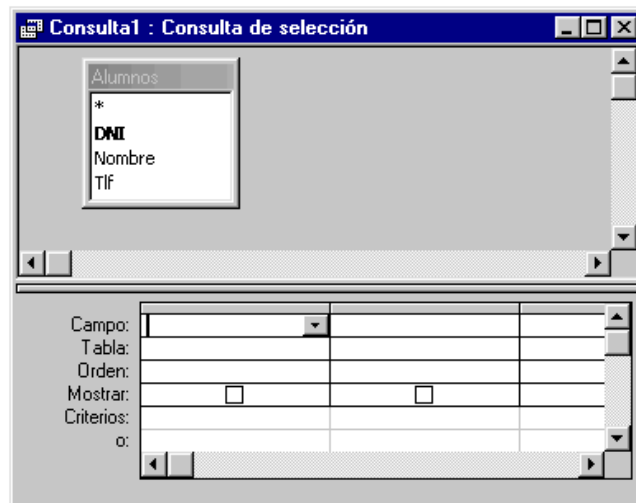 Consulta1 : Consulta de selección
Alumnos
*
DNI
Nombre
Tlf
Campo:
Tabla:
Orden:
Mostrar:
Criterios:
o: